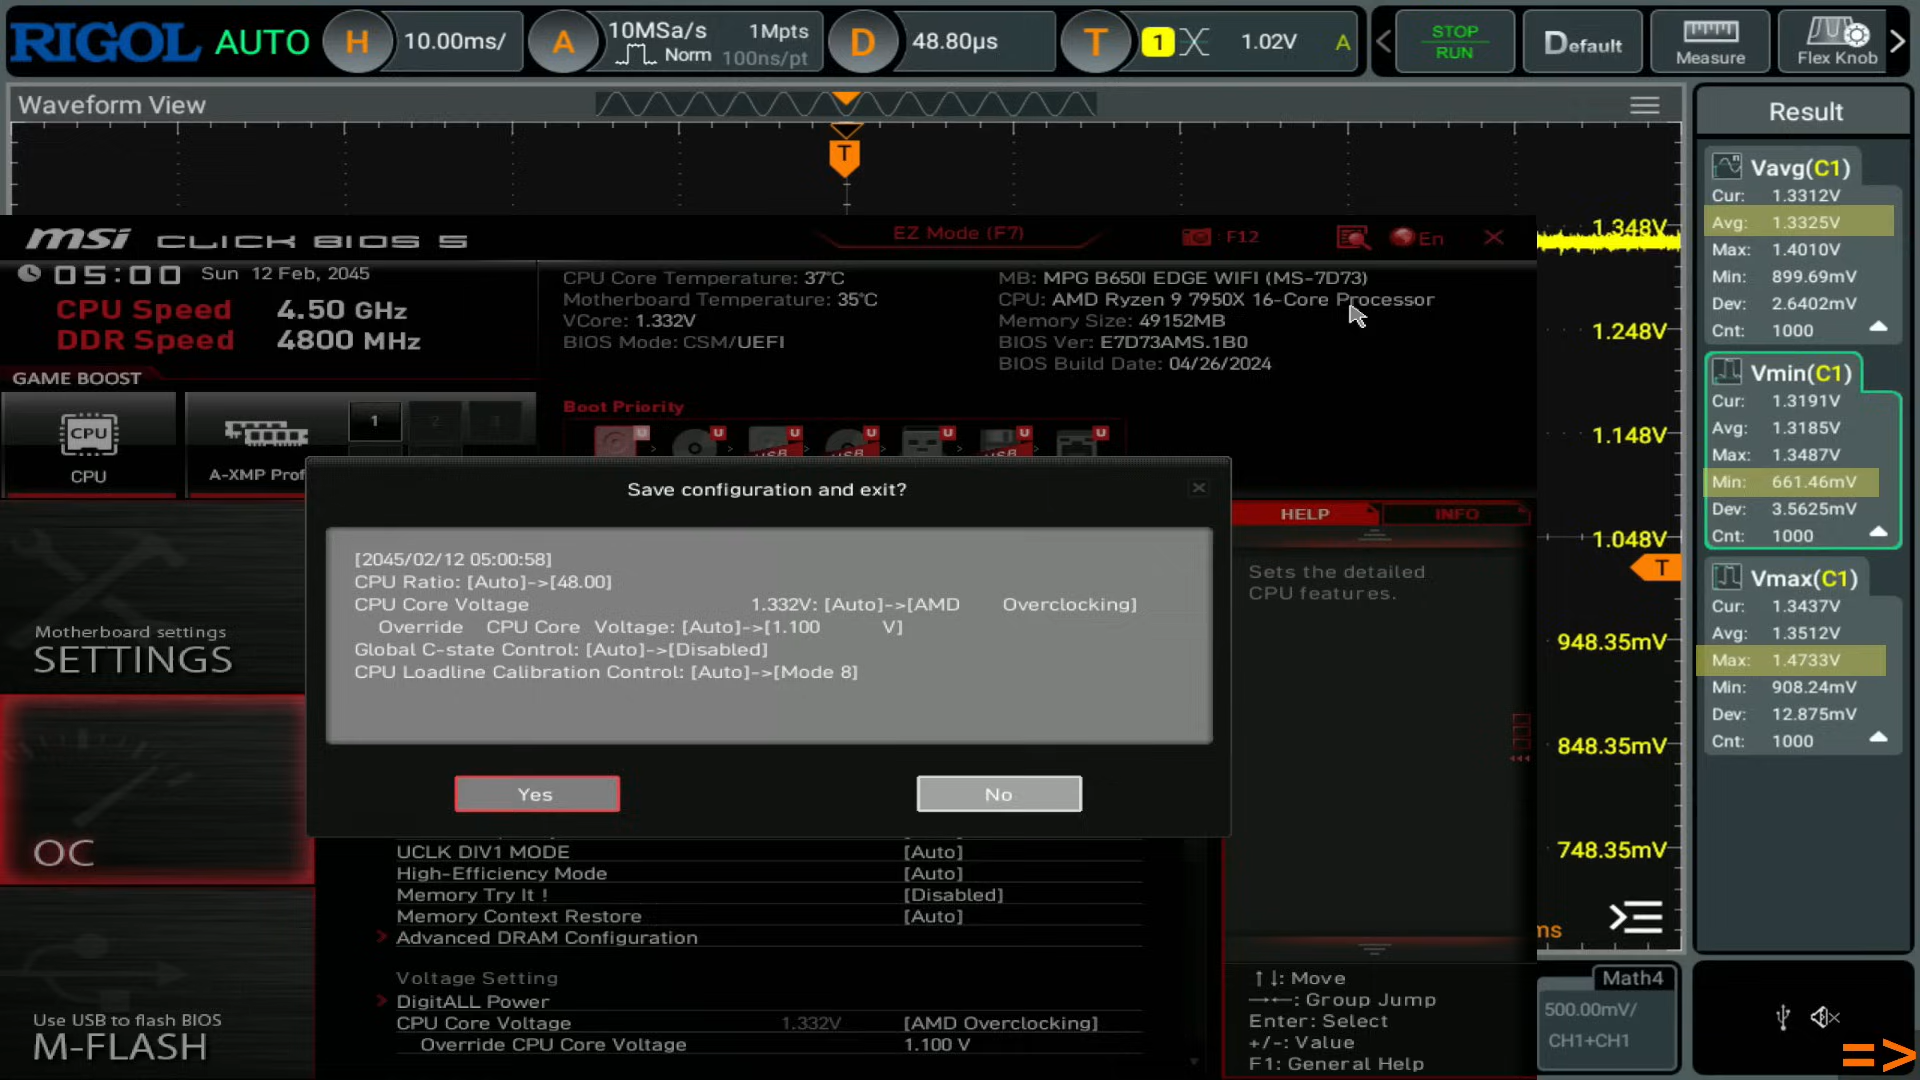 RIGOL AUTO H 10.00ms/ A 10MSa/s 1Mpts Norm 100ns/pt D 48.80µs T 1 1.02V A STOP RUN Default Measure Flex Knob
Waveform View
T
Result
Vavg(C1)
Cur: 1.3312V
Avg: 1.3325V
Max: 1.4010V
Min: 899.69mV
Dev: 2.6402mV
Cnt: 1000
Vmin(C1)
Cur: 1.3191V
Avg: 1.3185V
Max: 1.3487V
Min: 661.46mV
Dev: 3.5625mV
Cnt: 1000
Vmax(C1)
Cur: 1.3437V
Avg: 1.3512V
Max: 1.4733V
Min: 908.24mV
Dev: 12.875mV
Cnt: 1000
1.348V
1.248V
1.148V
1.048V
T
948.35mV
848.35mV
748.35mV
ms
Math4
500.00mV/
CH1+CH1
=>
msi CLICK BIOS 5
EZ Mode (F7)
: F12
En
05:00 Sun 12 Feb, 2045
CPU Speed 4.50 GHz
DDR Speed 4800 MHz
CPU Core Temperature: 37°C
Motherboard Temperature: 35°C
VCore: 1.332V
BIOS Mode: CSM/UEFI
MB: MPG B650I EDGE WIFI (MS-7D73)
CPU: AMD Ryzen 9 7950X 16-Core Processor
Memory Size: 49152MB
BIOS Ver: E7D73AMS.1B0
BIOS Build Date: 04/26/2024
GAME BOOST
CPU
CPU
1 2 3
A-XMP Prof
Boot Priority
U U U U U U U
USB USB USB
Save configuration and exit?
[2045/02/12 05:00:58]
CPU Ratio: [Auto]->[48.00]
CPU Core Voltage 1.332V: [Auto]->[AMD Overclocking]
Override CPU Core Voltage: [Auto]->[1.100 V]
Global C-state Control: [Auto]->[Disabled]
CPU Loadline Calibration Control: [Auto]->[Mode 8]
Yes
No
HELP
INFO
Sets the detailed
CPU features.
Motherboard settings
SETTINGS
OC
Use USB to flash BIOS
M-FLASH
UCLK DIV1 MODE [Auto]
High-Efficiency Mode [Auto]
Memory Try It ! [Disabled]
Memory Context Restore [Auto]
> Advanced DRAM Configuration
Voltage Setting
> DigitALL Power
CPU Core Voltage 1.332V [AMD Overclocking]
Override CPU Core Voltage 1.100 V
↑↓: Move
→←: Group Jump
Enter: Select
+/-: Value
F1: General Help